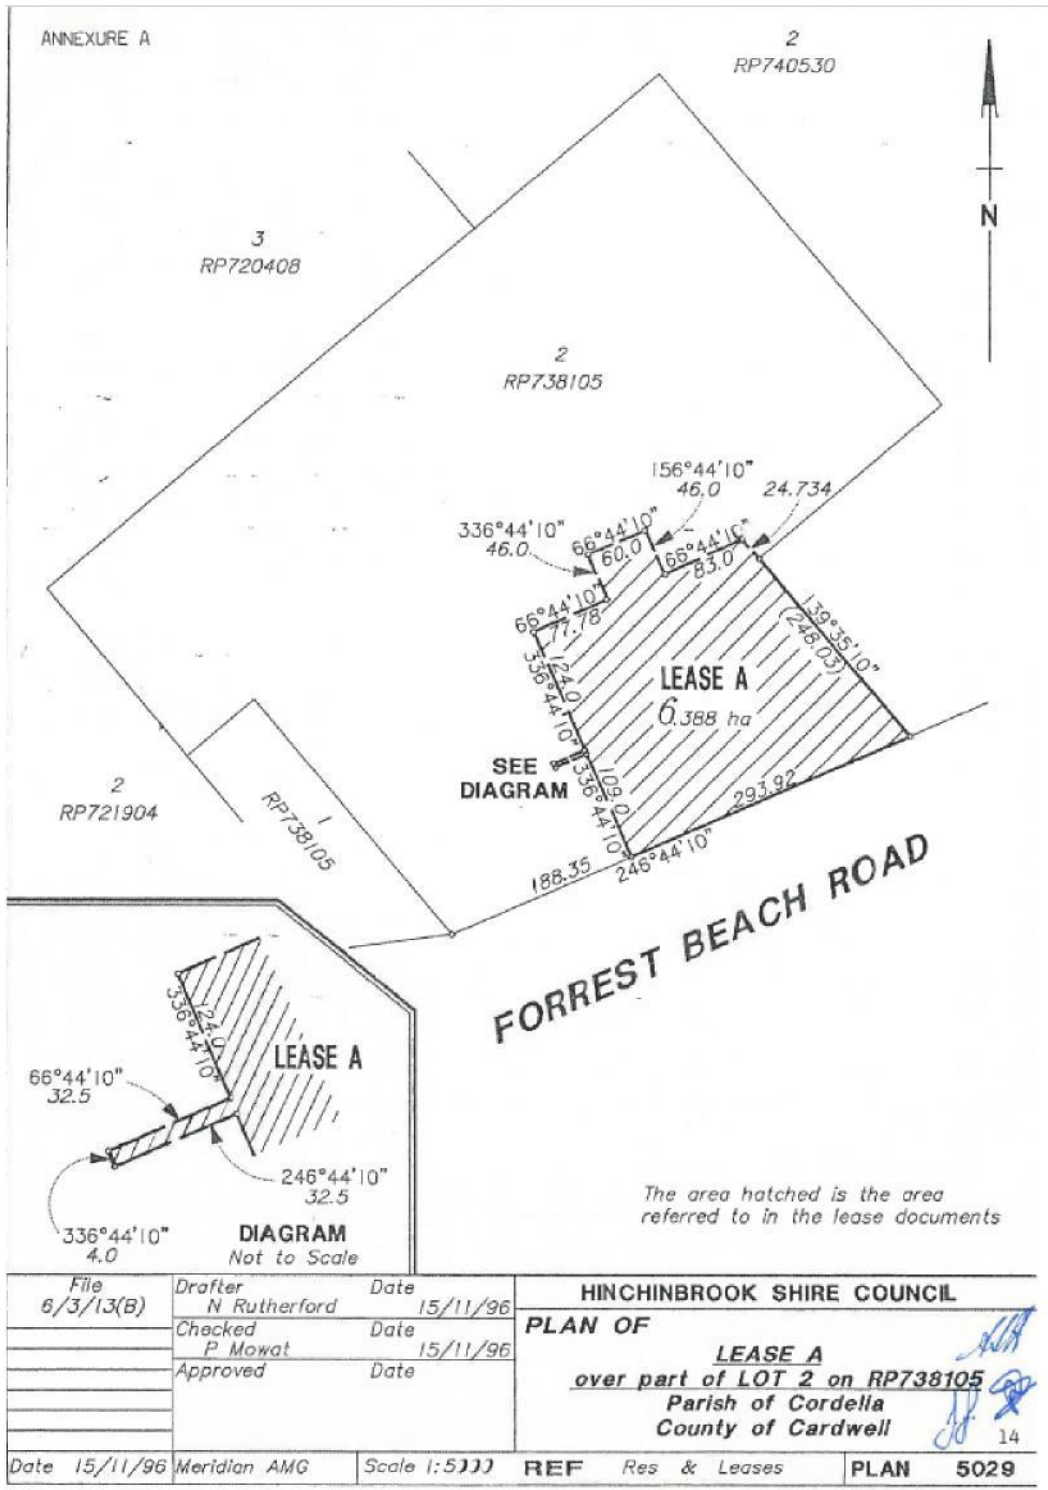 ANNEXURE A
2
RP740530
N
3
RP720408
2
RP738105
156°44'10"
46.0
24.734
336°44'10"
46.0
66°44'10"
60.0
66°44'10"
83.0
66°44'10"
77.78
139°35'10"
(248.03)
124.0
336°44'10"
LEASE A
6.388 ha
SEE
DIAGRAM
109.0
336°44'10"
293.92
246°44'10"
188.35
2
RP721904
1
RP738105
FORREST BEACH ROAD
124.0
336°44'10"
LEASE A
66°44'10"
32.5
246°44'10"
32.5
336°44'10"
4.0
DIAGRAM
Not to Scale
The area hatched is the area
referred to in the lease documents
File
6/3/13(B)
Drafter Date
N Rutherford 15/11/96
Checked Date
P Mowat 15/11/96
Approved Date
HINCHINBROOK SHIRE COUNCIL
PLAN OF
LEASE A
over part of LOT 2 on RP738105
Parish of Cordelia
County of Cardwell
14
Date 15/11/96 Meridian AMG Scale REF Res & Leases PLAN 5029